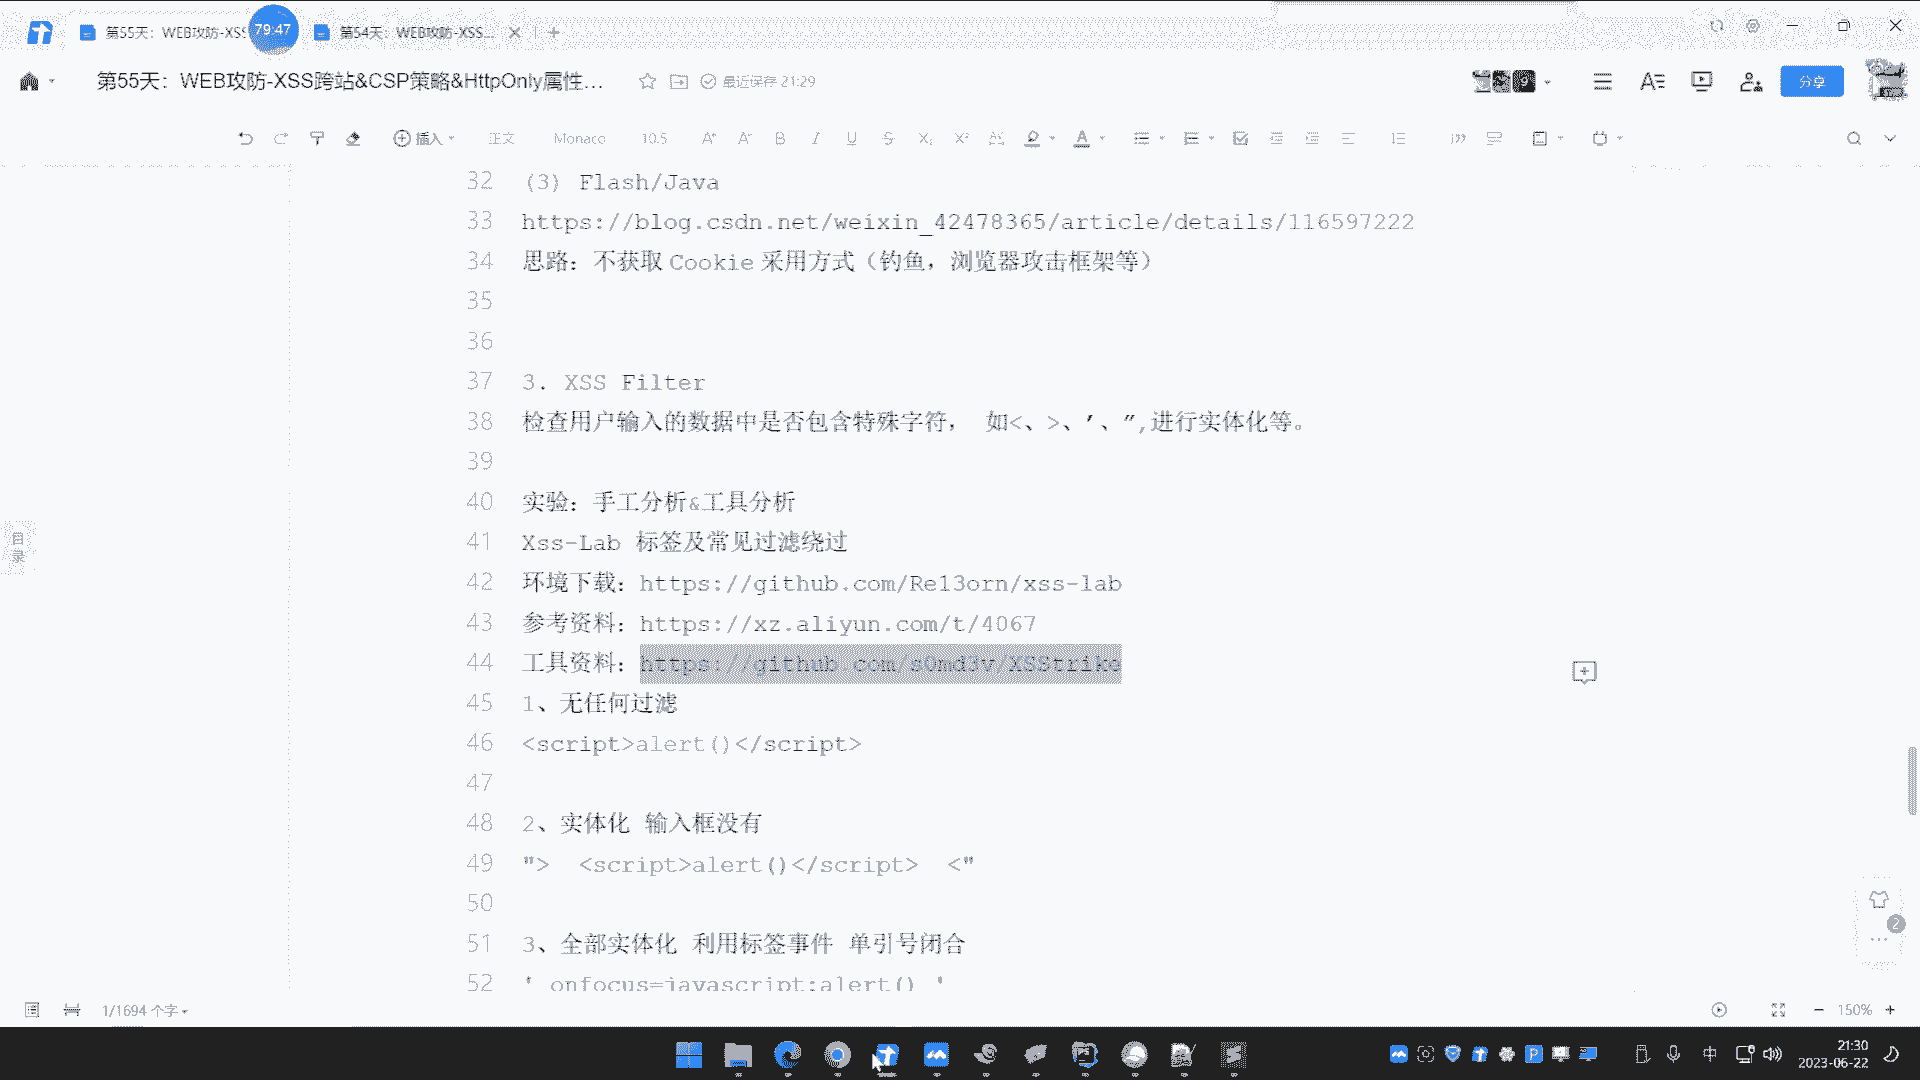 第55天：WEB攻防-XSS
79:47
第54天：WEB攻防-XSS...
第55天：WEB攻防-XSS跨站&CSP策略&HttpOnly属性...
最近保存 21:29
分享
插入
正文
Monaco
10.5
32 (3) Flash/Java
33 https://blog.csdn.net/weixin_42478365/article/details/116597222
34 思路：不获取Cookie采用方式（钓鱼，浏览器攻击框架等）
35
36
37 3. XSS Filter
38 检查用户输入的数据中是否包含特殊字符， 如<、>、’、”,进行实体化等。
39
40 实验：手工分析&工具分析
41 Xss-Lab 标签及常见过滤绕过
42 环境下载：https://github.com/Re13orn/xss-lab
43 参考资料：https://xz.aliyun.com/t/4067
44 工具资料：https://github.com/s0md3v/XSStrike
45 1、无任何过滤
46 <script>alert()</script>
47
48 2、实体化 输入框没有
49 ">  <script>alert()</script>  <"
50
51 3、全部实体化 利用标签事件 单引号闭合
52 ' onfocus=javascript:alert() '
目录
2
1/1694 个字
150%
中
21:30
2023-06-22